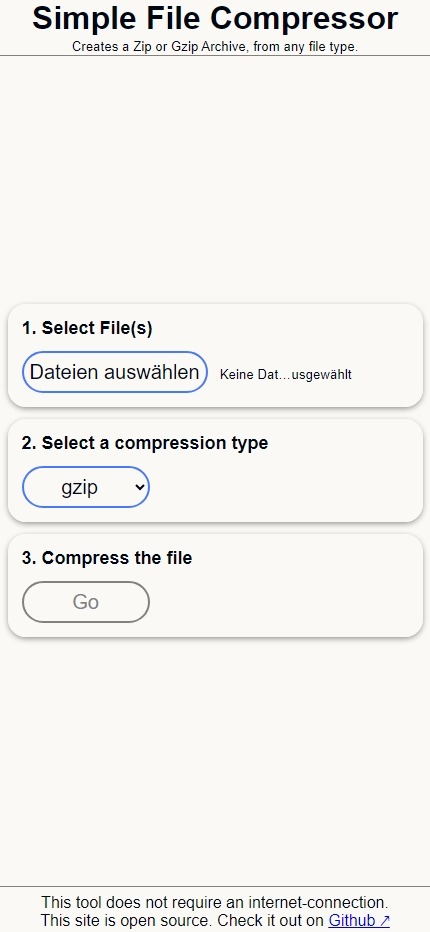 Simple File Compressor
Creates a Zip or Gzip Archive, from any file type.
1. Select File(s)
Dateien auswählen Keine Dat...usgewählt
2. Select a compression type
gzip
3. Compress the file
Go
This tool does not require an internet-connection.
This site is open source. Check it out on Github ↗